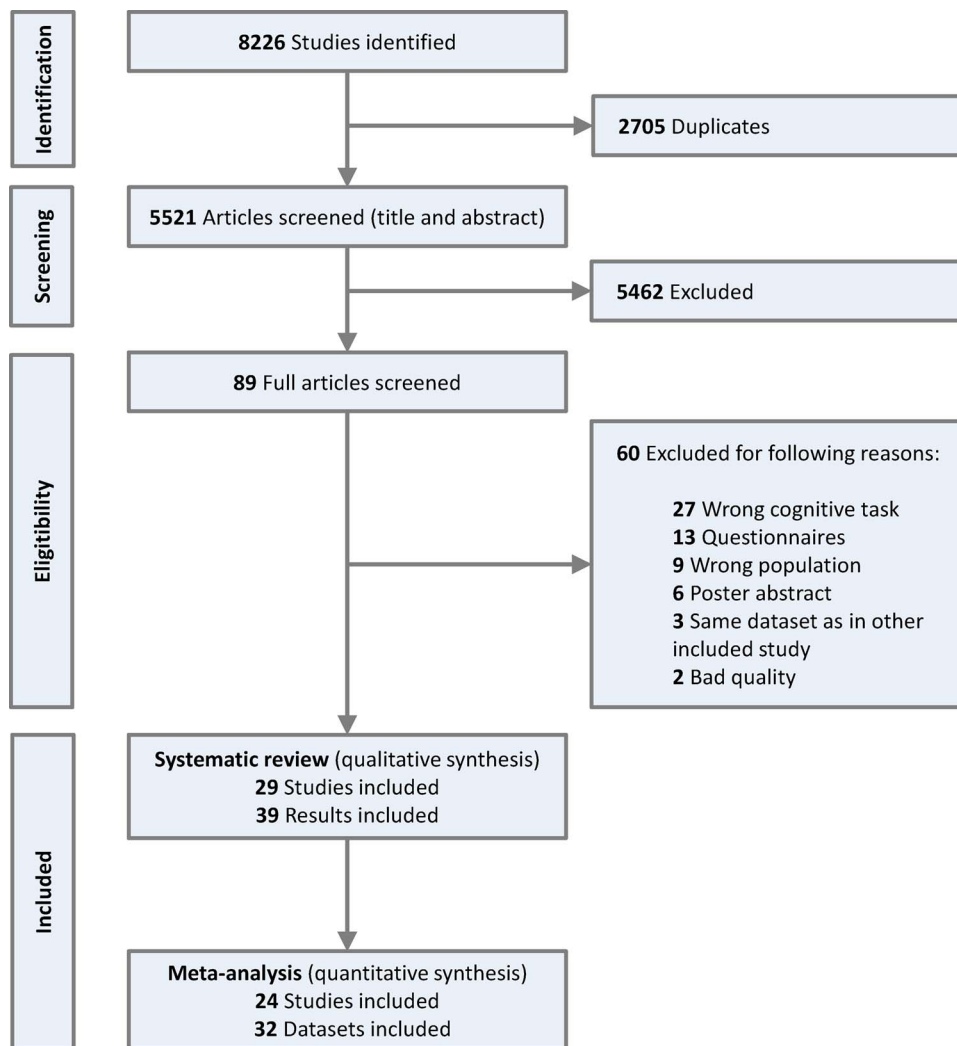 Identification
8226 Studies identified
2705 Duplicates
Screening
5521 Articles screened (title and abstract)
5462 Excluded
Eligitibility
89 Full articles screened
60 Excluded for following reasons:
27 Wrong cognitive task
13 Questionnaires
9 Wrong population
6 Poster abstract
3 Same dataset as in other
included study
2 Bad quality
Included
Systematic review (qualitative synthesis)
29 Studies included
39 Results included
Meta-analysis (quantitative synthesis)
24 Studies included
32 Datasets included